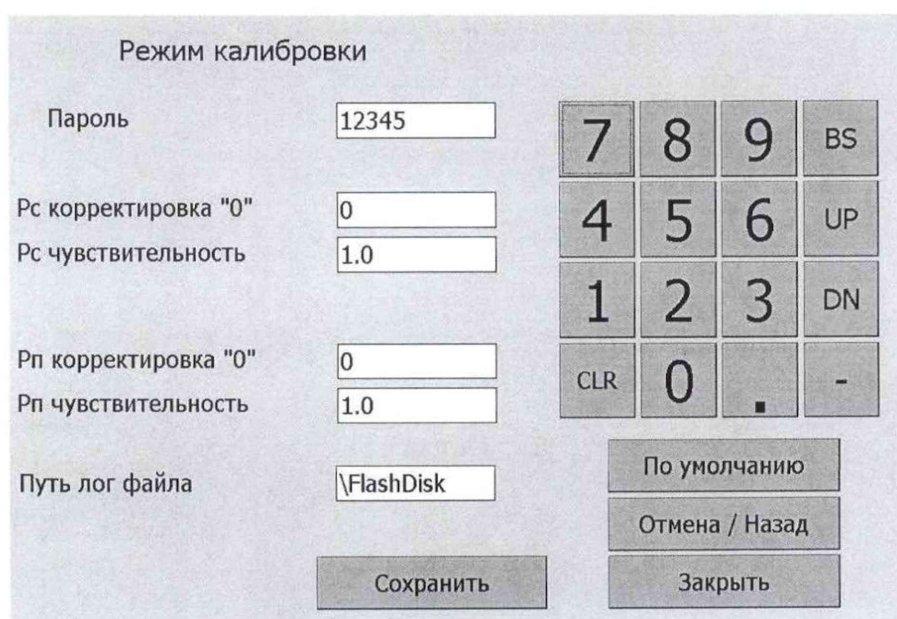 Режим калибровки
Пароль 12345
Рс корректировка "0" 0
Рс чувствительность 1.0
Рп корректировка "0" 0
Рп чувствительность 1.0
Путь лог файла \FlashDisk
Сохранить
7 8 9 BS
4 5 6 UP
1 2 3 DN
CLR 0 . -
По умолчанию
Отмена / Назад
Закрыть